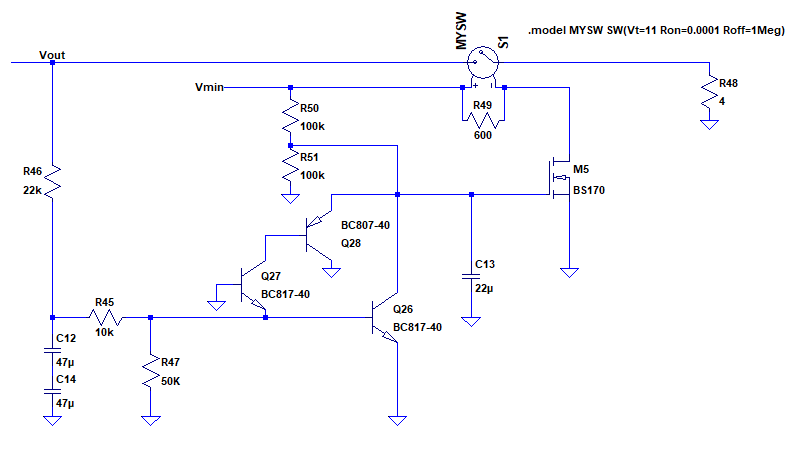 MYSW
S1
.model MYSW SW(Vt=11 Ron=0.0001 Roff=1Meg)
Vout
Vmin
R48
4
R50
100k
R49
600
R51
100k
M5
BS170
R46
22k
BC807-40
Q28
Q27
BC817-40
C13
22µ
R45
10k
Q26
BC817-40
C12
47µ
R47
50K
C14
47µ